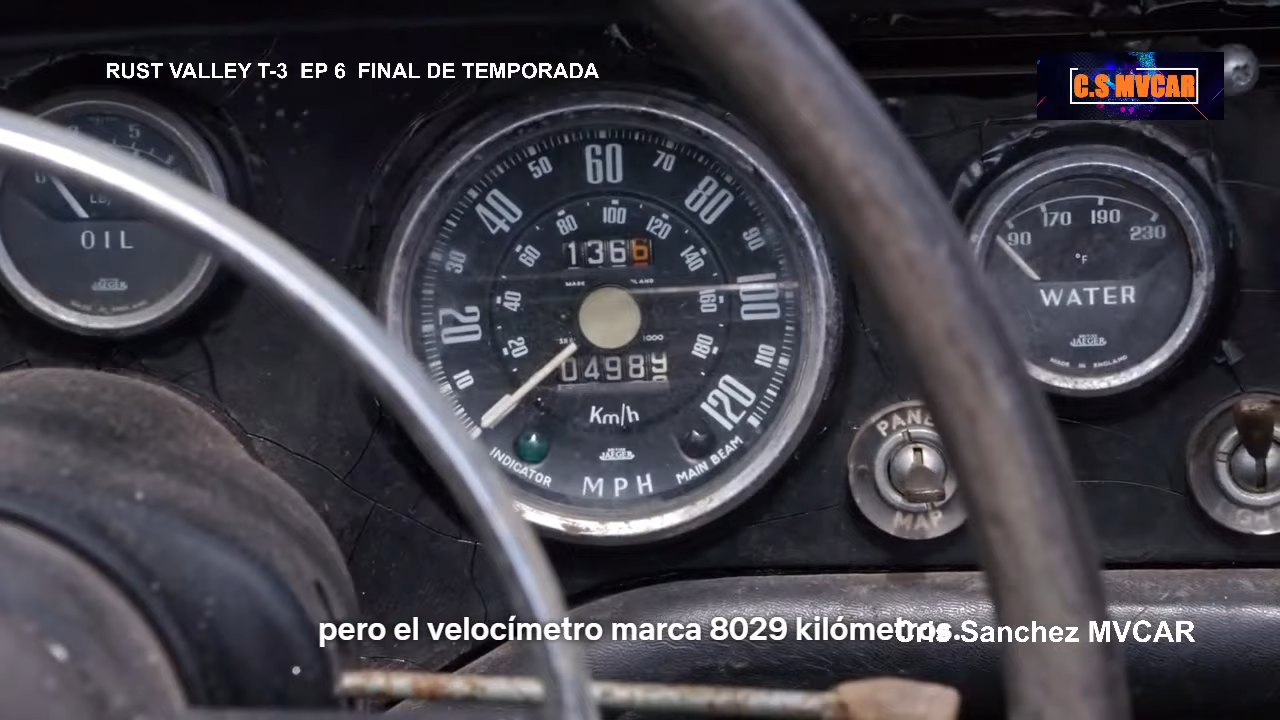 RUST VALLEY T-3 EP 6 FINAL DE TEMPORADA
C.S MVCAR
5
OIL
JAEGER
10 20 30 40 50 60 70 80 90 100 110 120
20 40 60 80 100 120 140 160 180
1366
MADE
0498
Km/h
JAEGER
INDICATOR
MPH
MAIN BEAM
90 170 190 230
°F
WATER
JAEGER
MADE IN ENGLAND
MAP
pero el velocímetro marca 8029 kilómetros.
Cris Sanchez MVCAR